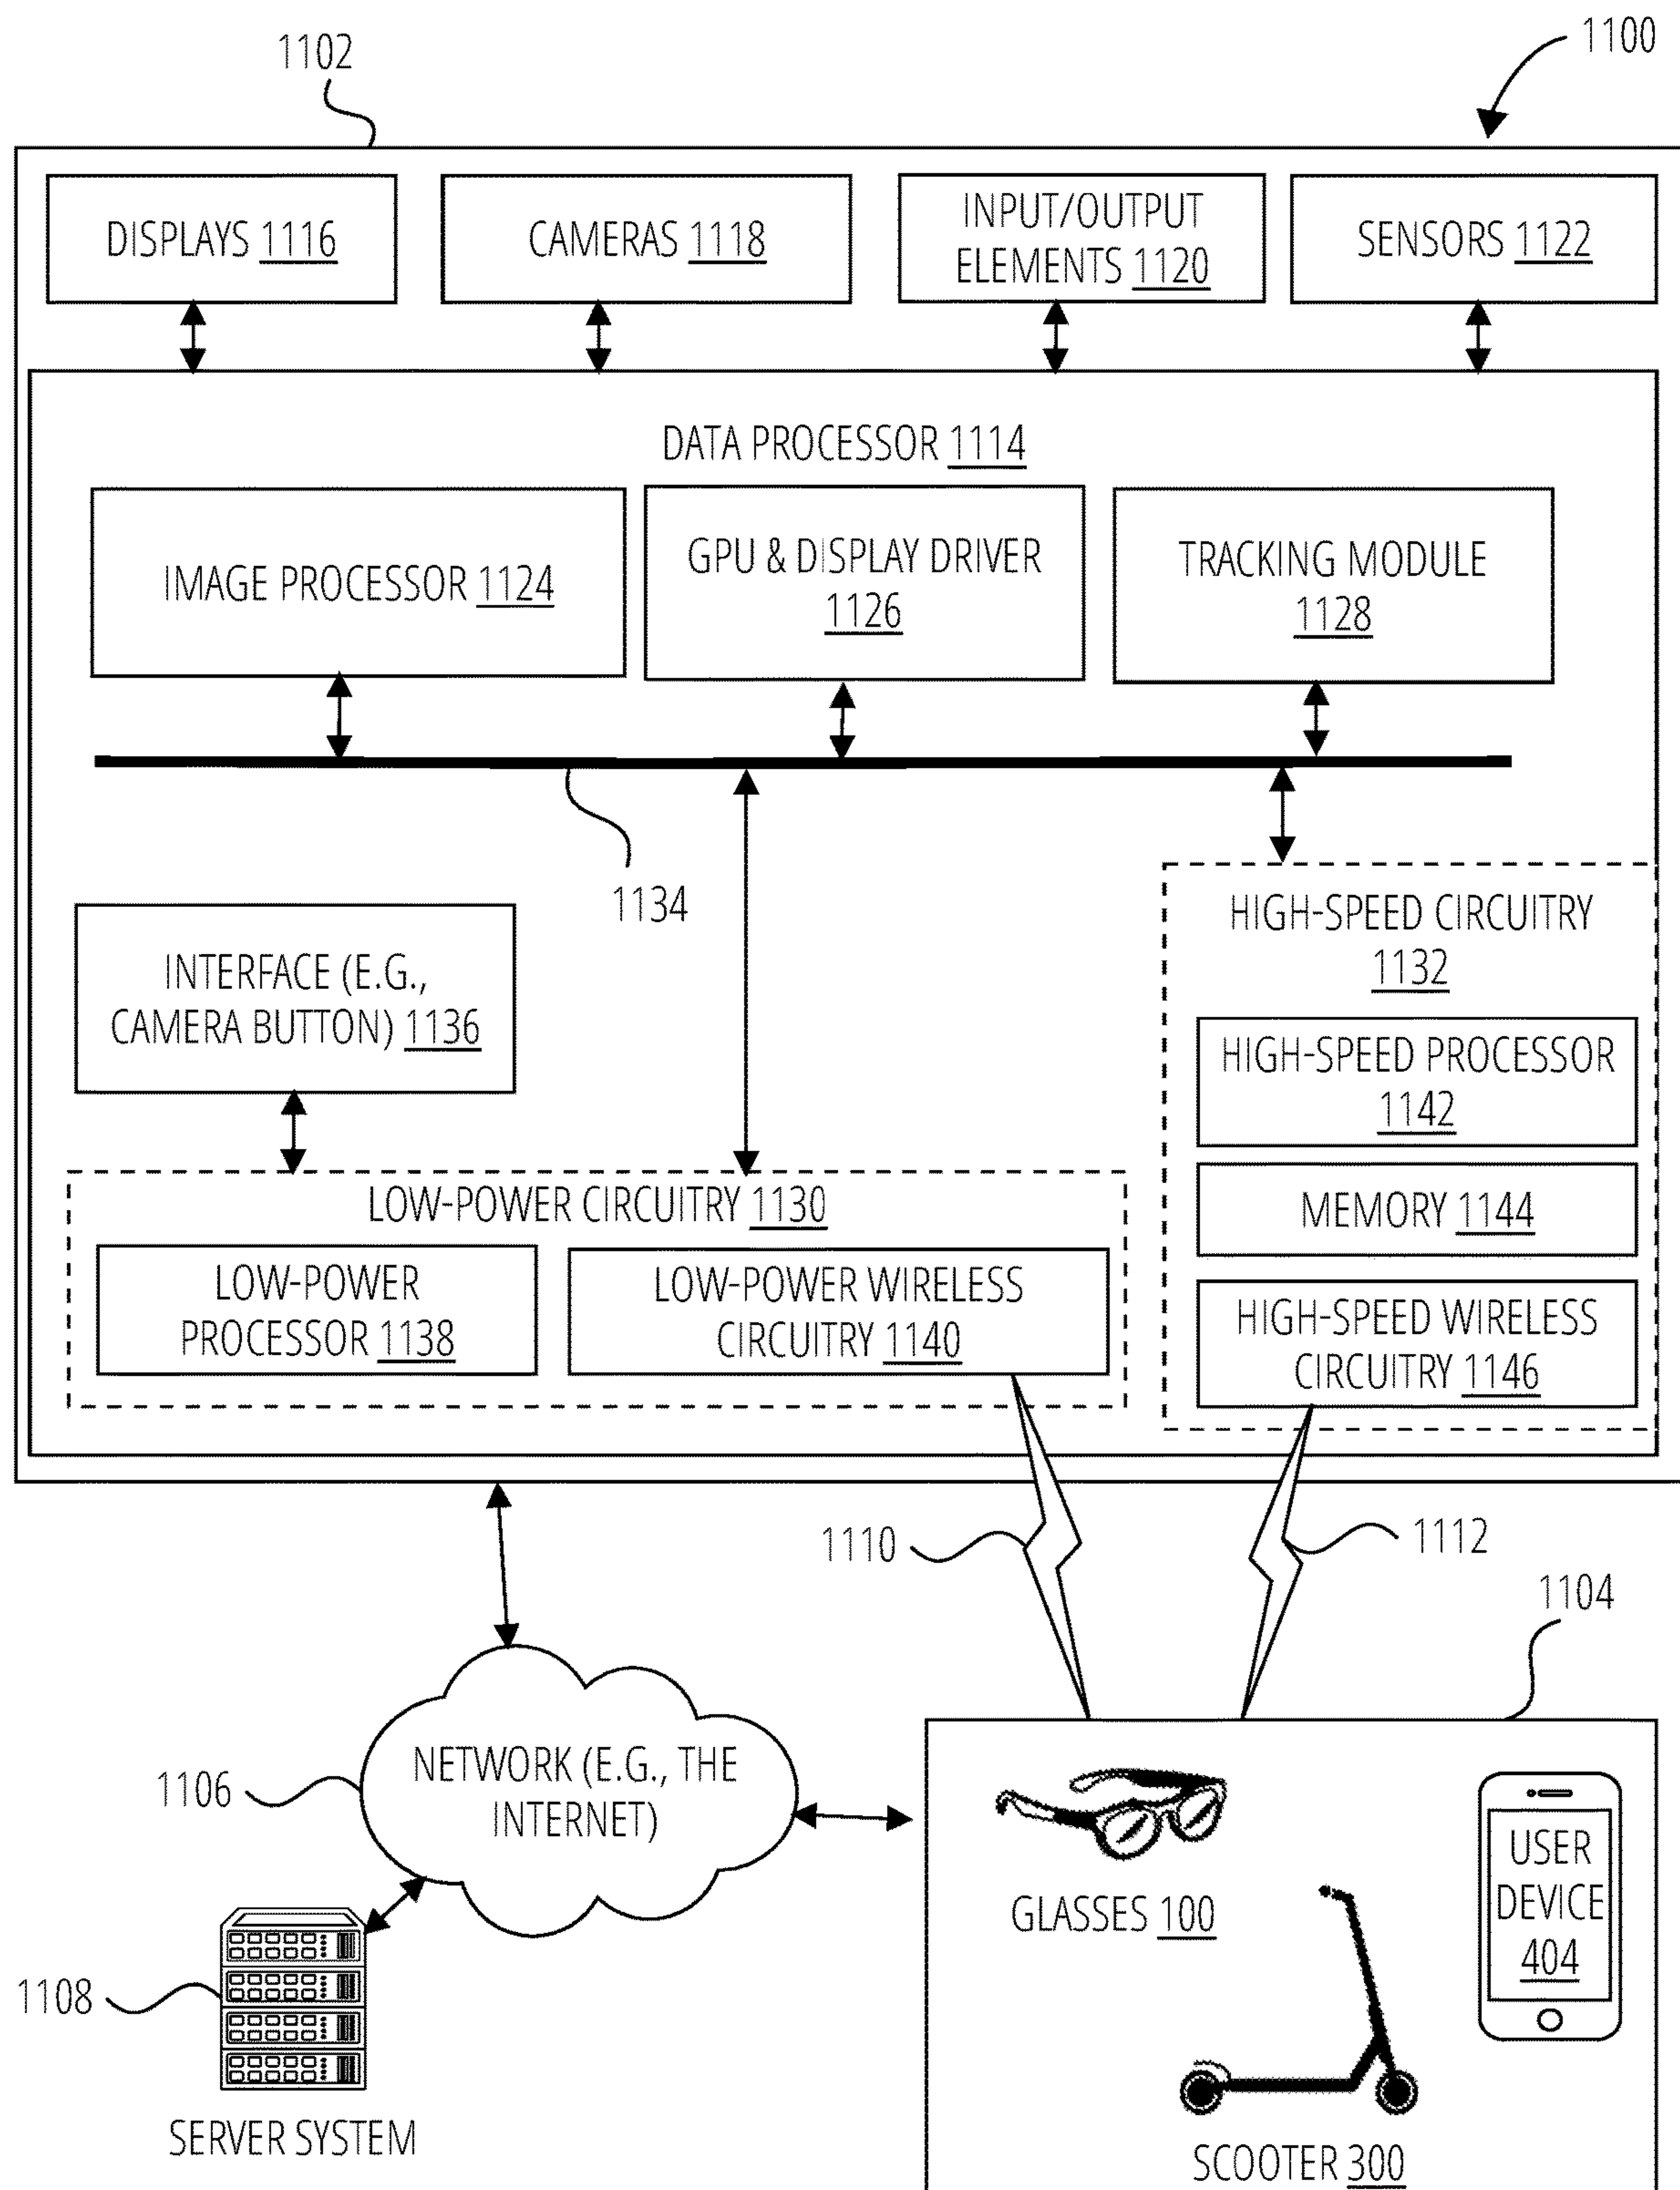 1102
1100
DISPLAYS 1116
CAMERAS 1118
INPUT/OUTPUT
ELEMENTS 1120
SENSORS 1122
DATA PROCESSOR 1114
IMAGE PROCESSOR 1124
GPU & DISPLAY DRIVER
1126
TRACKING MODULE
1128
1134
INTERFACE (E.G.,
CAMERA BUTTON) 1136
HIGH-SPEED CIRCUITRY
1132
HIGH-SPEED PROCESSOR
1142
MEMORY 1144
HIGH-SPEED WIRELESS
CIRCUITRY 1146
LOW-POWER CIRCUITRY 1130
LOW-POWER
PROCESSOR 1138
LOW-POWER WIRELESS
CIRCUITRY 1140
1110
1112
1104
NETWORK (E.G., THE
INTERNET)
1106
1108
SERVER SYSTEM
GLASSES 100
USER
DEVICE
404
SCOOTER 300